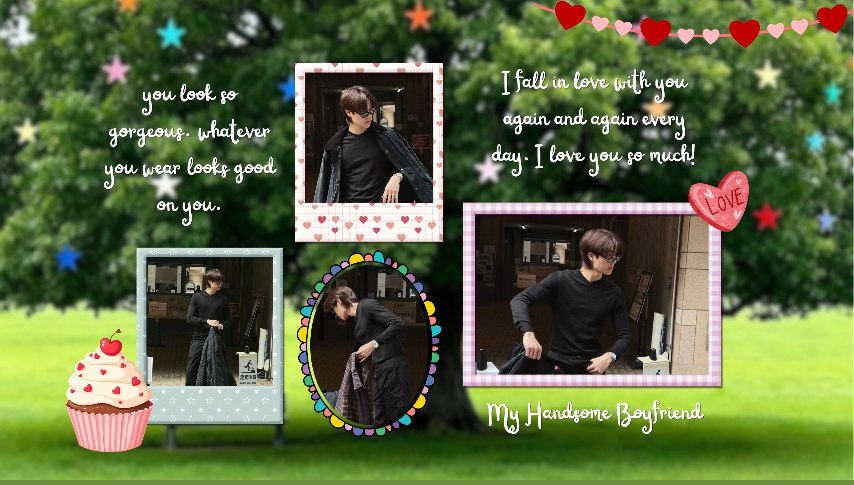 you look so
gorgeous. whatever
you wear looks good
on you.
I fall in love with you
again and again every
day. I love you so much!
LOVE
My Handsome Boyfriend